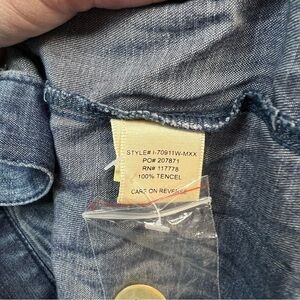 STYLE# I-70911W-MXX
PO# 207871
RN# 117778
100% TENCEL
CARE ON REVERSE